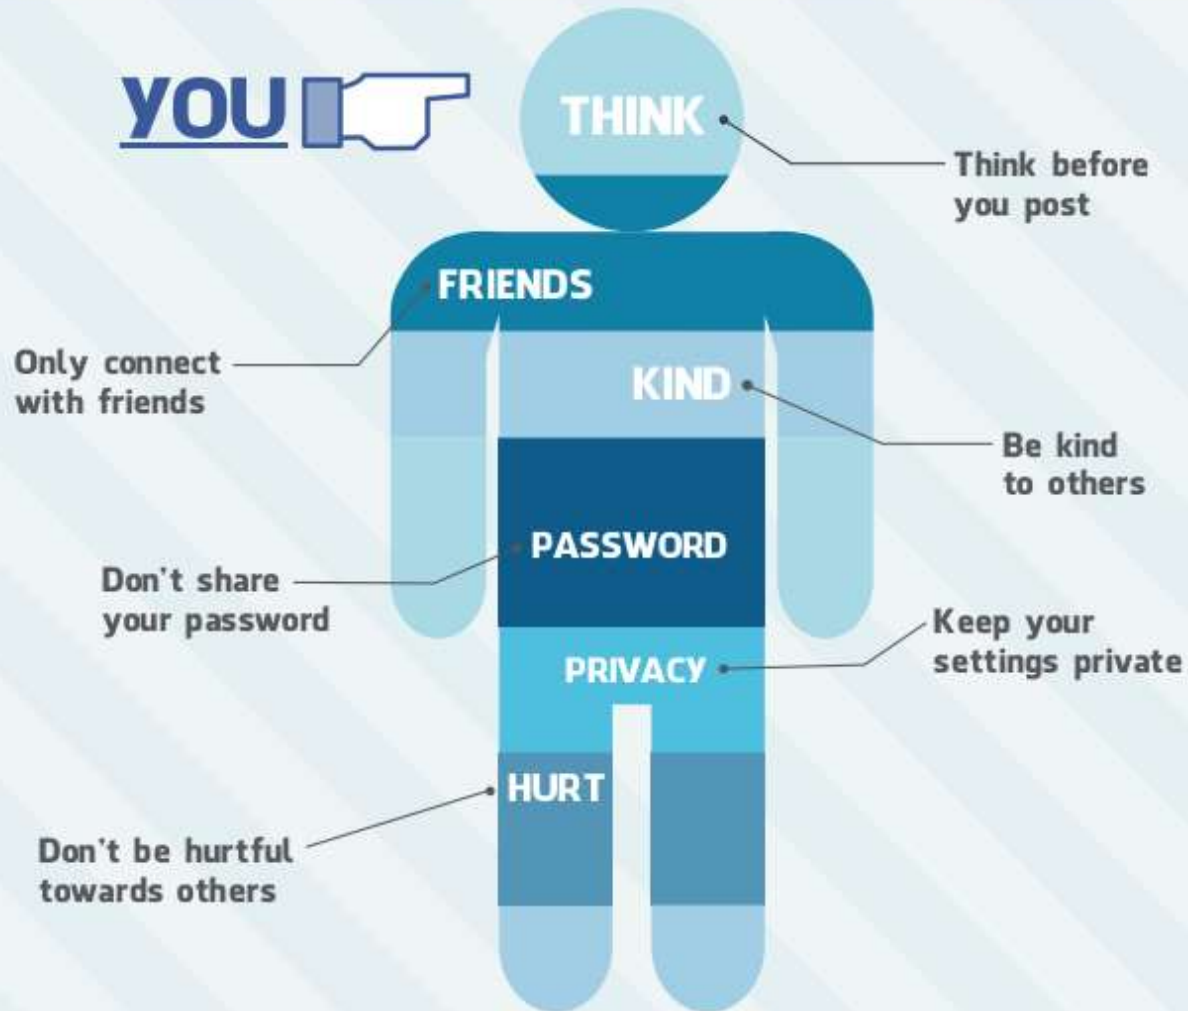 YOU
THINK
Think before
you post
FRIENDS
Only connect
with friends
KIND
Be kind
to others
PASSWORD
Don't share
your password
PRIVACY
Keep your
settings private
HURT
Don't be hurtful
towards others